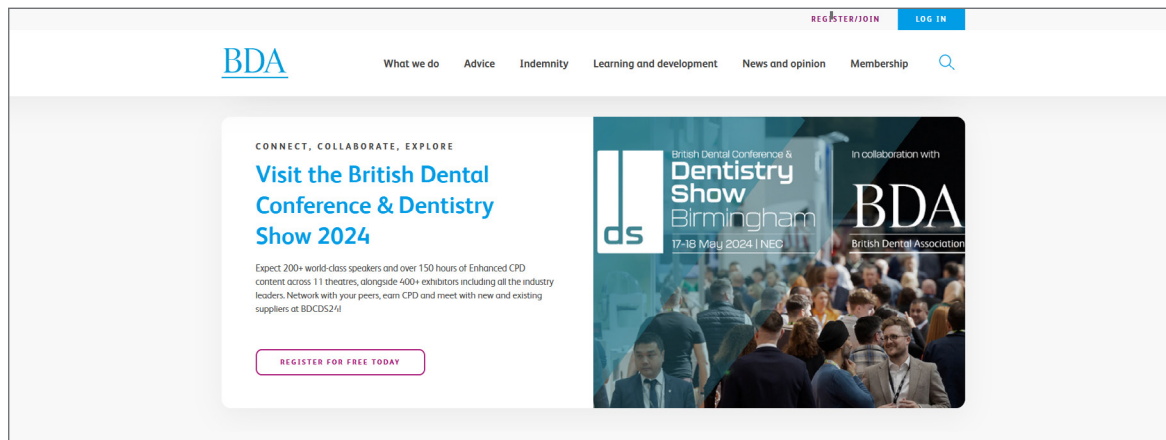 REGISTER/JOIN
LOG IN
BDA
What we do
Advice
Indemnity
Learning and development
News and opinion
Membership
CONNECT, COLLABORATE, EXPLORE
Visit the British Dental
Conference & Dentistry
Show 2024
Expect 200+ world-class speakers and over 150 hours of Enhanced CPD
content across 11 theatres, alongside 400+ exhibitors including all the industry
leaders. Network with your peers, earn CPD and meet with new and existing
suppliers at BDCDS24!
REGISTER FOR FREE TODAY
ds
British Dental Conference &
Dentistry
Show
Birmingham
17-18 May 2024 | NEC
In collaboration with
BDA
British Dental Association